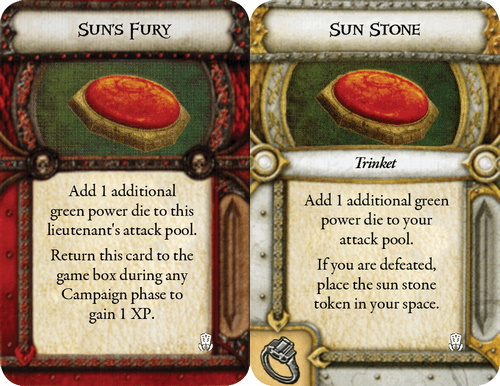 SUN'S FURY
Add 1 additional
green power die to this
lieutenant's attack pool.
Return this card to the
game box during any
Campaign phase to
gain 1 XP.
SUN STONE
Trinket
Add 1 additional green
power die to your
attack pool.
If you are defeated,
place the sun stone
token in your space.